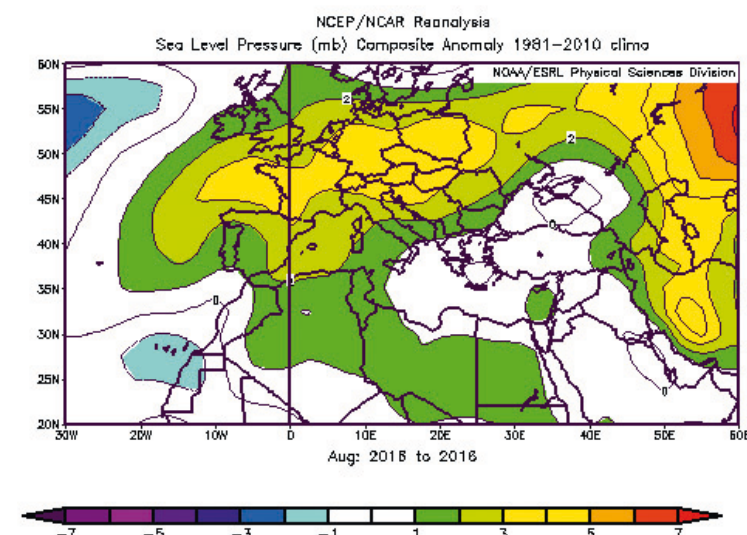 NCEP/NCAR Reanalysis
Sea Level Pressure (mb) Composite Anomaly 1981-2010 climo
NOAA/ESRL Physical Sciences Division
60N
55N
50N
45N
40N
35N
30N
25N
20N
2
2
0
0
0
30W 20W 10W 0 10E 20E 30E 40E 50E 60E
Aug: 2016 to 2016
-7 -5 -3 -1 1 3 5 7